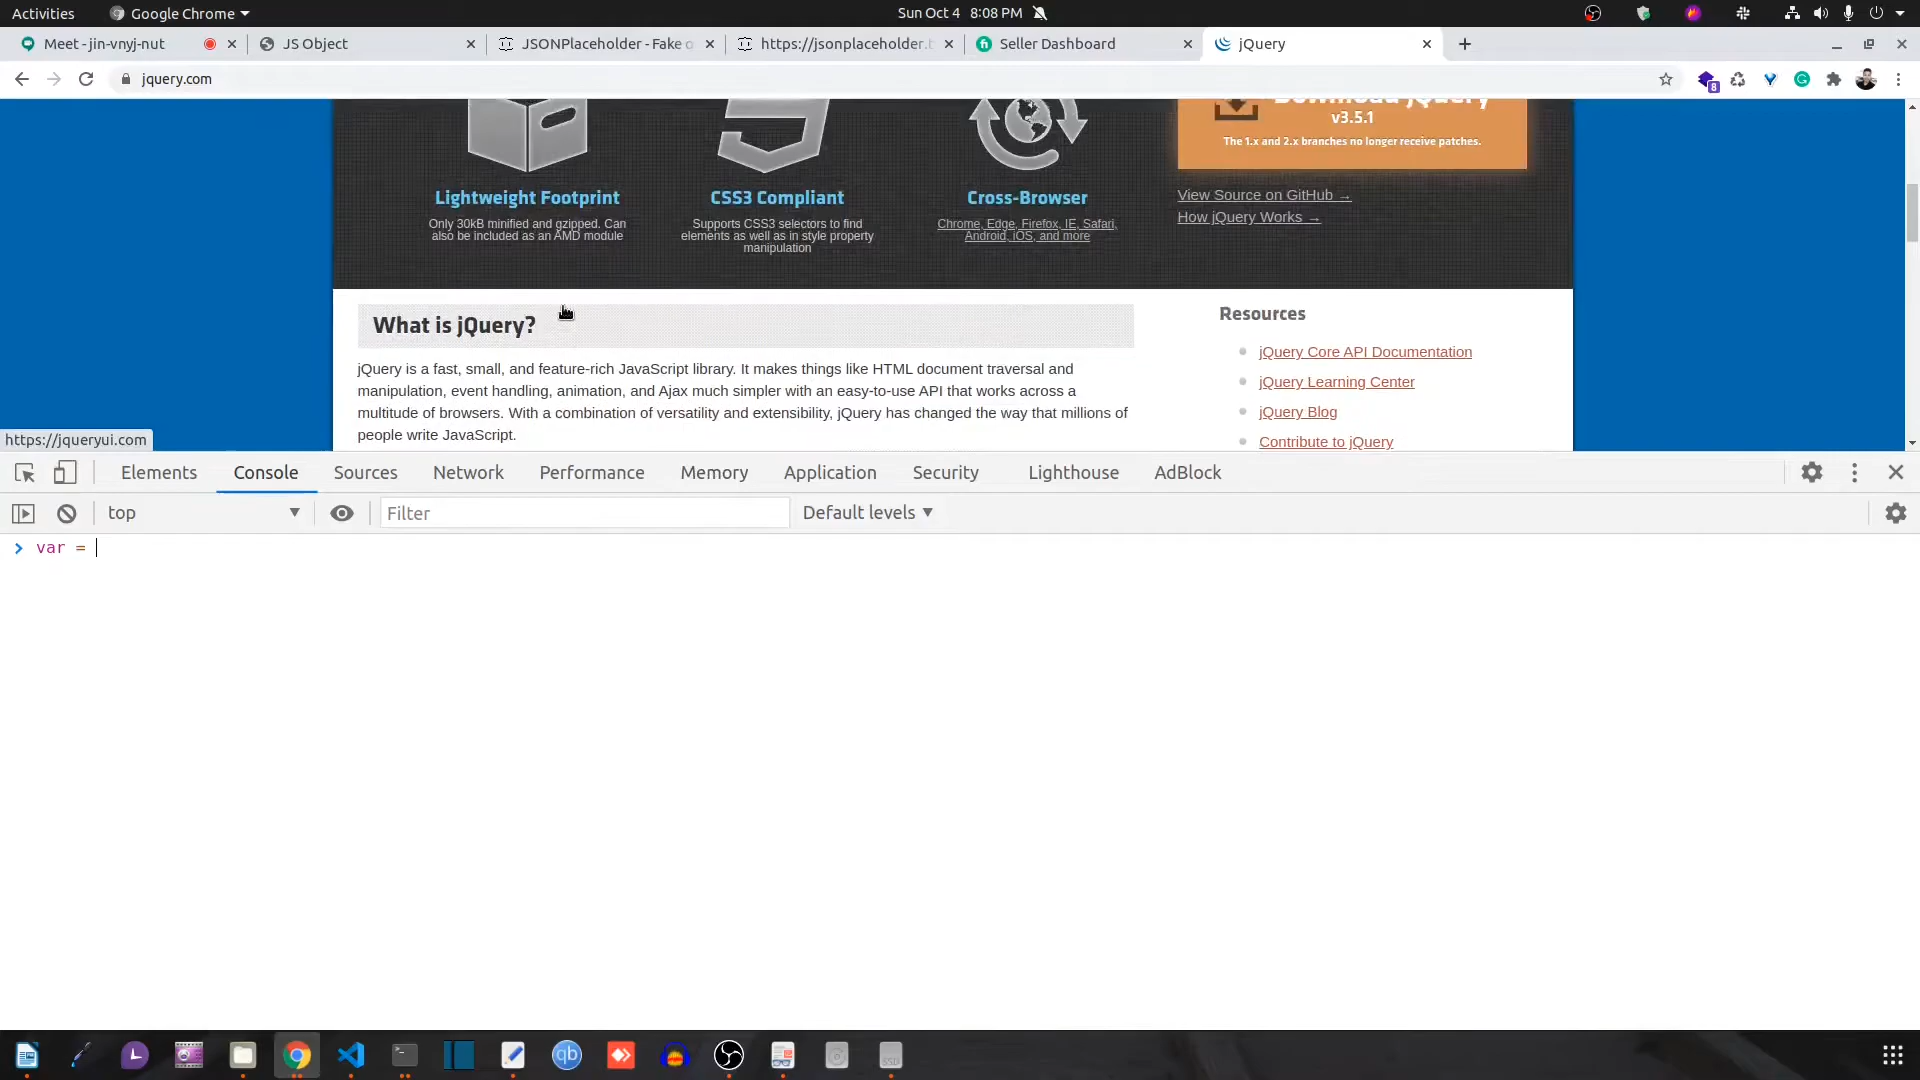 Activities Google Chrome Sun Oct 4 8:08 PM
Meet - jin-vnyj-nut JS Object JSONPlaceholder - Fake o https://jsonplaceholder.t Seller Dashboard jQuery
jquery.com 8
Download jQuery
v3.5.1
The 1.x and 2.x branches no longer receive patches.
Lightweight Footprint CSS3 Compliant Cross-Browser View Source on GitHub →
Only 30kB minified and gzipped. Can Supports CSS3 selectors to find Chrome, Edge, Firefox, IE, Safari, How jQuery Works →
also be included as an AMD module elements as well as in style property Android, iOS, and more
manipulation
What is jQuery? Resources
jQuery is a fast, small, and feature-rich JavaScript library. It makes things like HTML document traversal and jQuery Core API Documentation
manipulation, event handling, animation, and Ajax much simpler with an easy-to-use API that works across a jQuery Learning Center
multitude of browsers. With a combination of versatility and extensibility, jQuery has changed the way that millions of jQuery Blog
people write JavaScript. Contribute to jQuery
https://jqueryui.com
Elements Console Sources Network Performance Memory Application Security Lighthouse AdBlock
top Filter Default levels
var =
qb